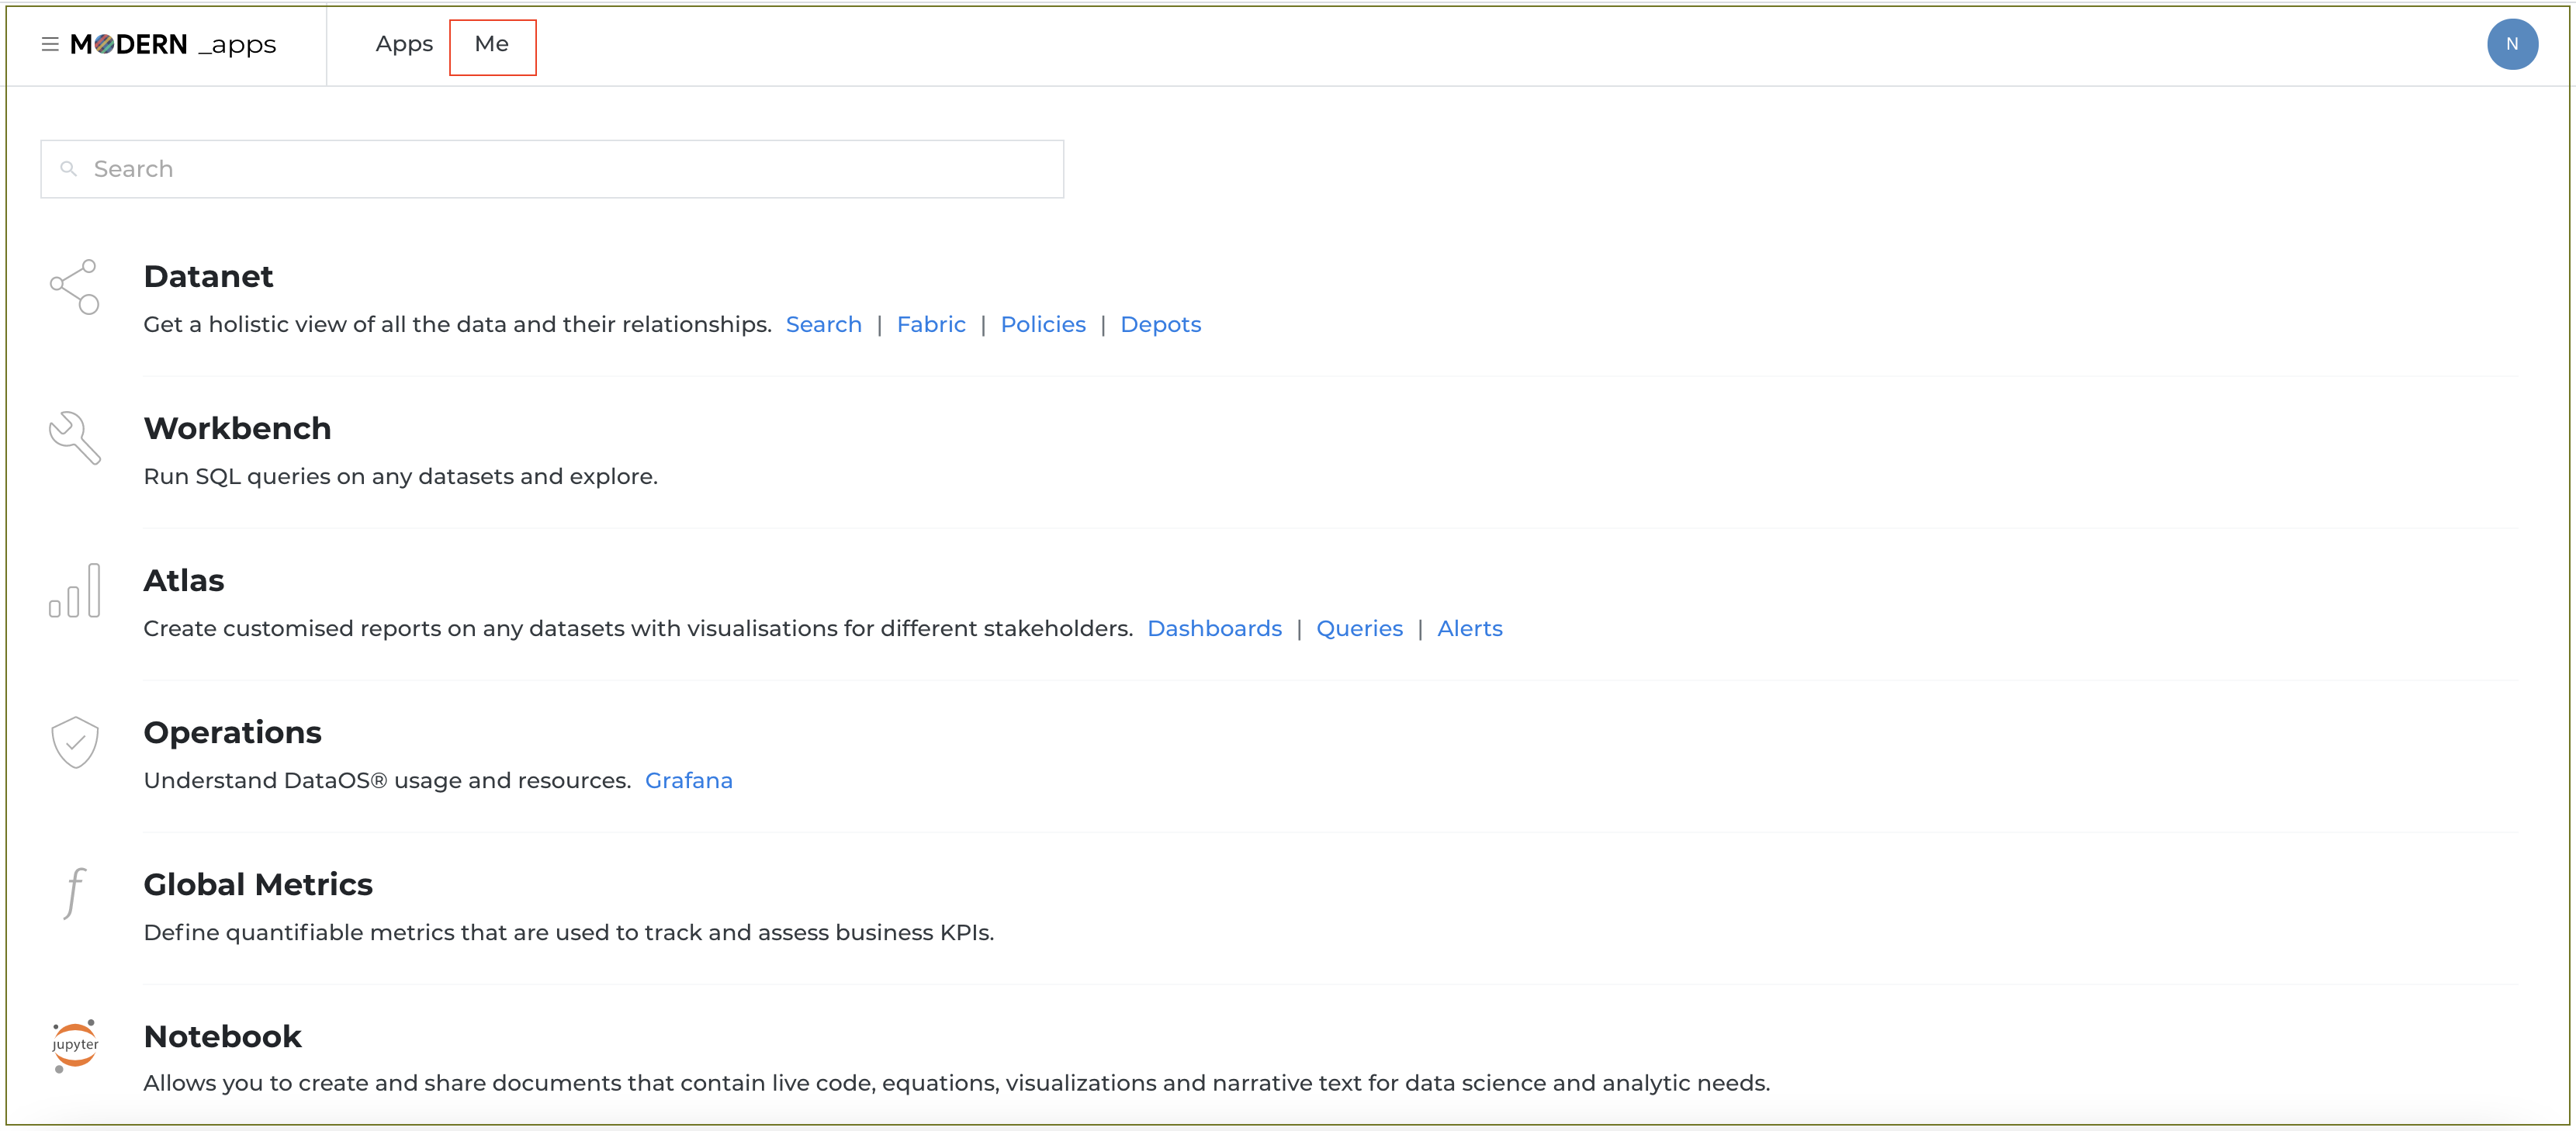 MODERN _apps Apps Me N
Search
Datanet
Get a holistic view of all the data and their relationships. Search | Fabric | Policies | Depots
Workbench
Run SQL queries on any datasets and explore.
Atlas
Create customised reports on any datasets with visualisations for different stakeholders. Dashboards | Queries | Alerts
Operations
Understand DataOS® usage and resources. Grafana
f
Global Metrics
Define quantifiable metrics that are used to track and assess business KPIs.
jupyter
Notebook
Allows you to create and share documents that contain live code, equations, visualizations and narrative text for data science and analytic needs.